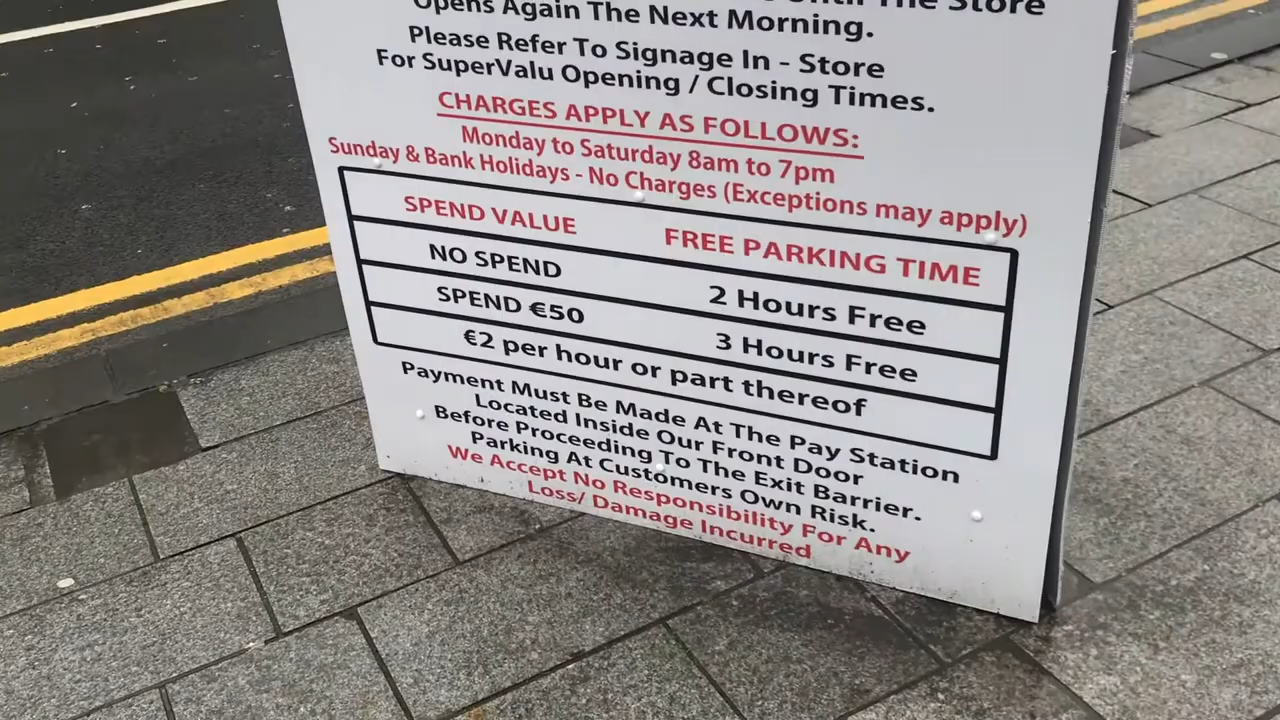 Until The Store
Opens Again The Next Morning.
Please Refer To Signage In - Store
For SuperValu Opening / Closing Times.
CHARGES APPLY AS FOLLOWS:
Monday to Saturday 8am to 7pm
Sunday & Bank Holidays - No Charges (Exceptions may apply)
SPEND VALUE FREE PARKING TIME
NO SPEND 2 Hours Free
SPEND €50 3 Hours Free
€2 per hour or part thereof
Payment Must Be Made At The Pay Station
Located Inside Our Front Door
Before Proceeding To The Exit Barrier.
Parking At Customers Own Risk.
We Accept No Responsibility For Any
Loss/ Damage Incurred